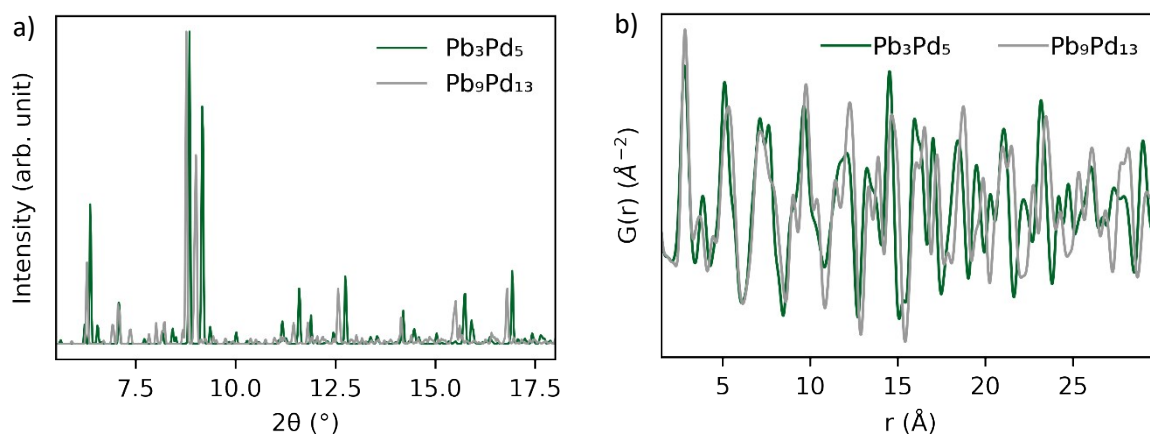 a)
Intensity (arb. unit)
Pb₃Pd₅
Pb₉Pd₁₃
7.5 10.0 12.5 15.0 17.5
2θ (°)
b)
G(r) (Å⁻²)
Pb₃Pd₅ Pb₉Pd₁₃
5 10 15 20 25
r (Å)